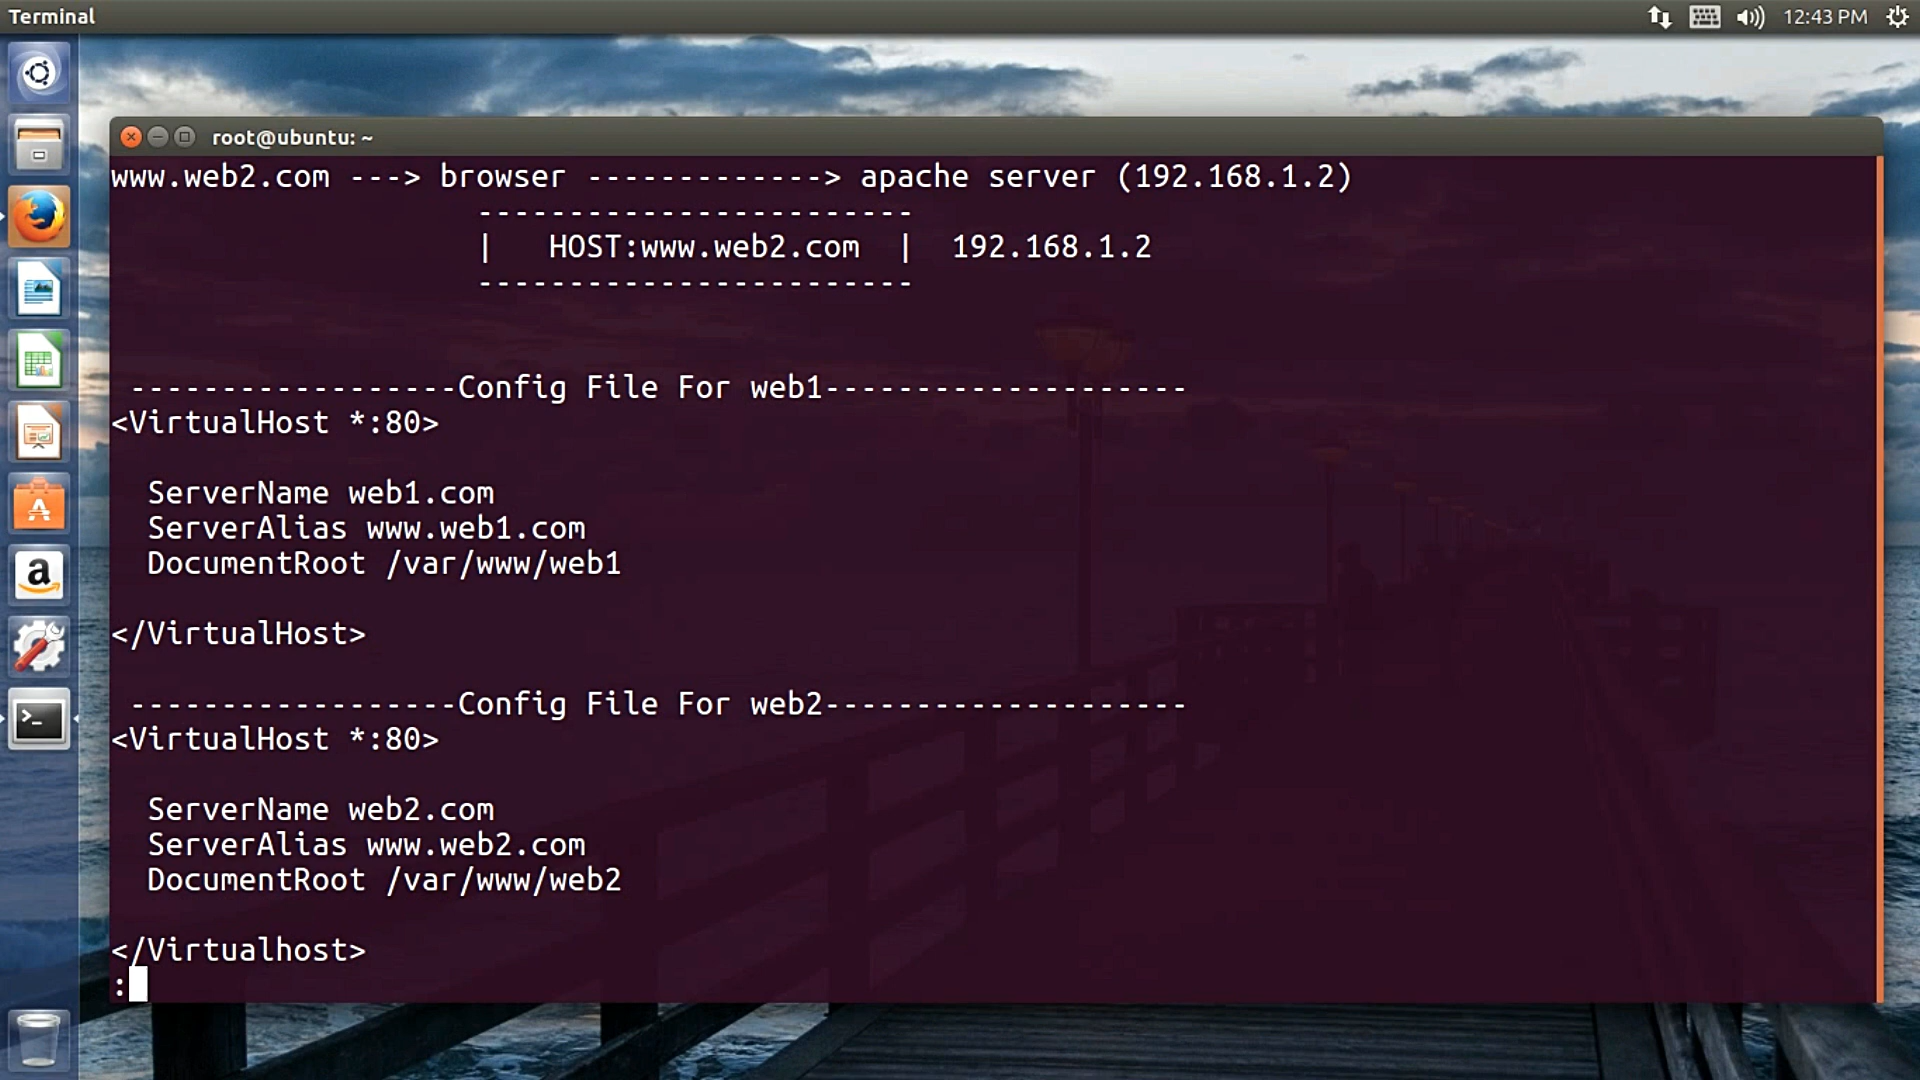 Terminal
12:43 PM
root@ubuntu: ~
www.web2.com ---> browser -------------> apache server (192.168.1.2)
------------------------
| HOST:www.web2.com | 192.168.1.2
------------------------
------------------Config File For web1--------------------
<VirtualHost *:80>
ServerName web1.com
ServerAlias www.web1.com
DocumentRoot /var/www/web1
</VirtualHost>
------------------Config File For web2--------------------
<VirtualHost *:80>
ServerName web2.com
ServerAlias www.web2.com
DocumentRoot /var/www/web2
</Virtualhost>
: